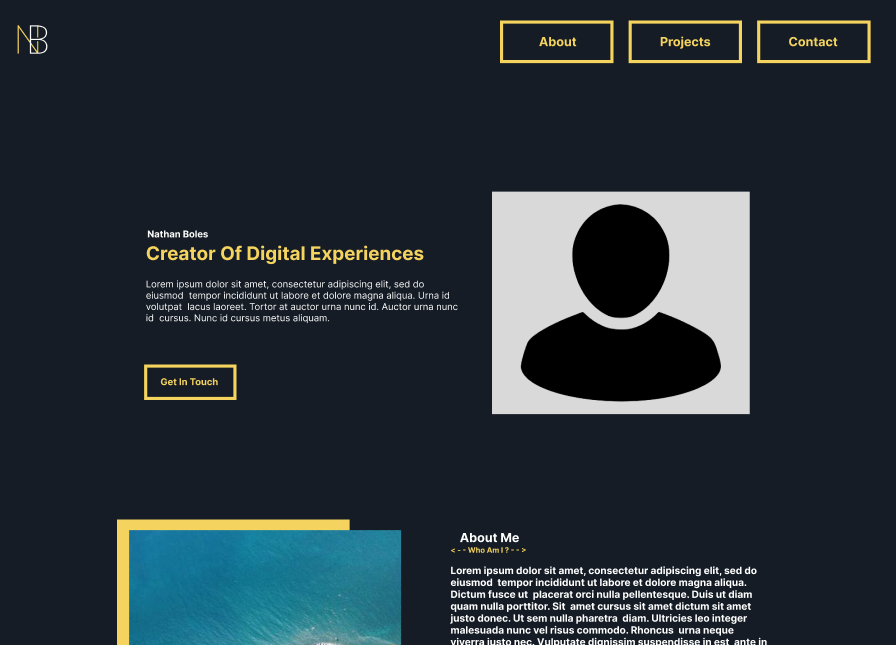 NB
About
Projects
Contact
Nathan Boles
Creator Of Digital Experiences
Lorem ipsum dolor sit amet, consectetur adipiscing elit, sed do
eiusmod  tempor incididunt ut labore et dolore magna aliqua. Urna id
volutpat  lacus laoreet. Tortor at auctor urna nunc id. Auctor urna nunc
id  cursus. Nunc id cursus metus aliquam.
Get In Touch
About Me
< - - Who Am I ? - - >
Lorem ipsum dolor sit amet, consectetur adipiscing elit, sed do
eiusmod  tempor incididunt ut labore et dolore magna aliqua.
Dictum fusce ut  placerat orci nulla pellentesque. Duis ut diam
quam nulla porttitor. Sit  amet cursus sit amet dictum sit amet
justo donec. Ut sem nulla pharetra  diam. Ultricies leo integer
malesuada nunc vel risus commodo. Rhoncus  urna neque
viverra justo nec. Vulputate dignissim suspendisse in est  ante in